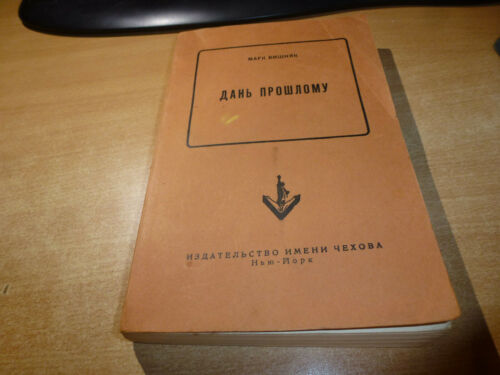 МАРК ВИШНЯК
ДАНЬ ПРОШЛОМУ
ИЗДАТЕЛЬСТВО ИМЕНИ ЧЕХОВА
Нью-Йорк